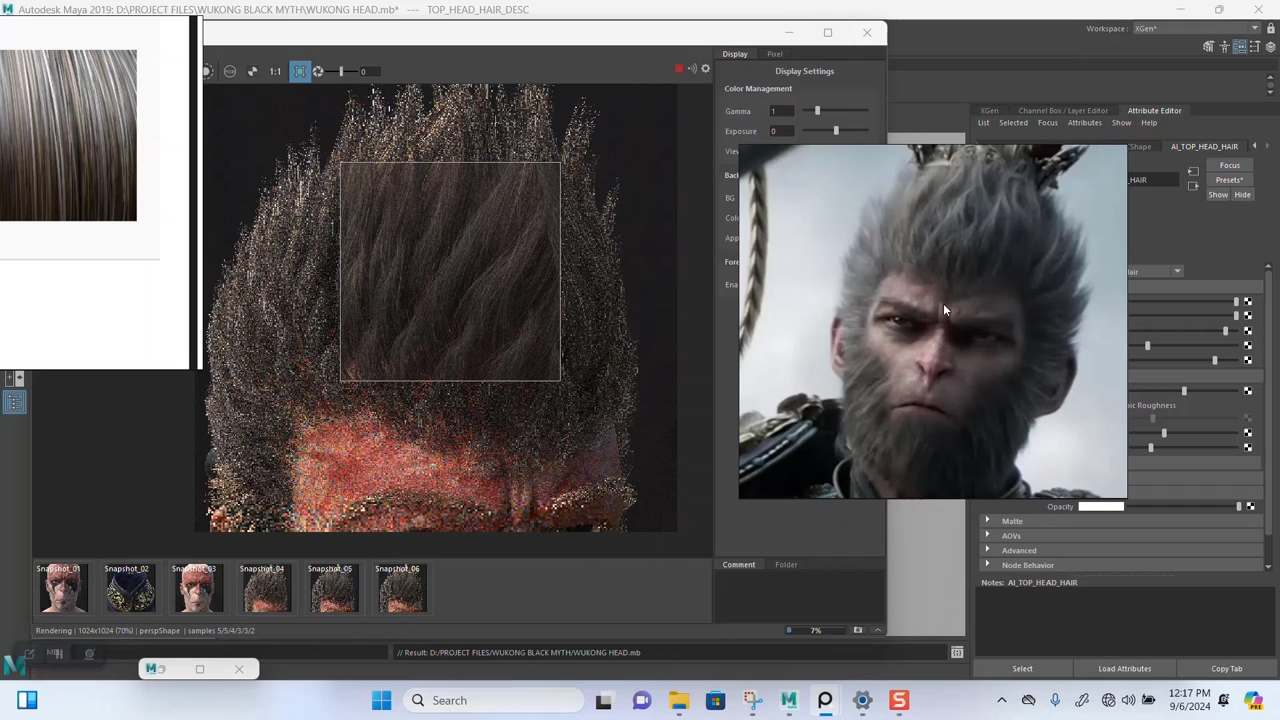 Autodesk Maya 2019: D:\PROJECT FILES\WUKONG BLACK MYTH\WUKONG HEAD.mb* --- TOP_HEAD_HAIR_DESC
Workspace : XGen*
1:1
0
Display Pixel
Display Settings
Color Management
Gamma 1
Exposure 0
XGen Channel Box / Layer Editor Attribute Editor
List Selected Focus Attributes Show Help
AI_TOP_HEAD_HAIR
Focus
Presets*
Show Hide
BG
Opacity
Matte
AOVs
Advanced
Node Behavior
Notes: AI_TOP_HEAD_HAIR
Snapshot_01 Snapshot_02 Snapshot_03 Snapshot_04 Snapshot_05 Snapshot_06
Comment Folder
Rendering | 1024x1024 (70%) | perspShape | samples 5/5/4/3/3/2
7%
// Result: D:/PROJECT FILES/WUKONG BLACK MYTH/WUKONG HEAD.mb
Select Load Attributes Copy Tab
Search
12:17 PM
9/6/2024